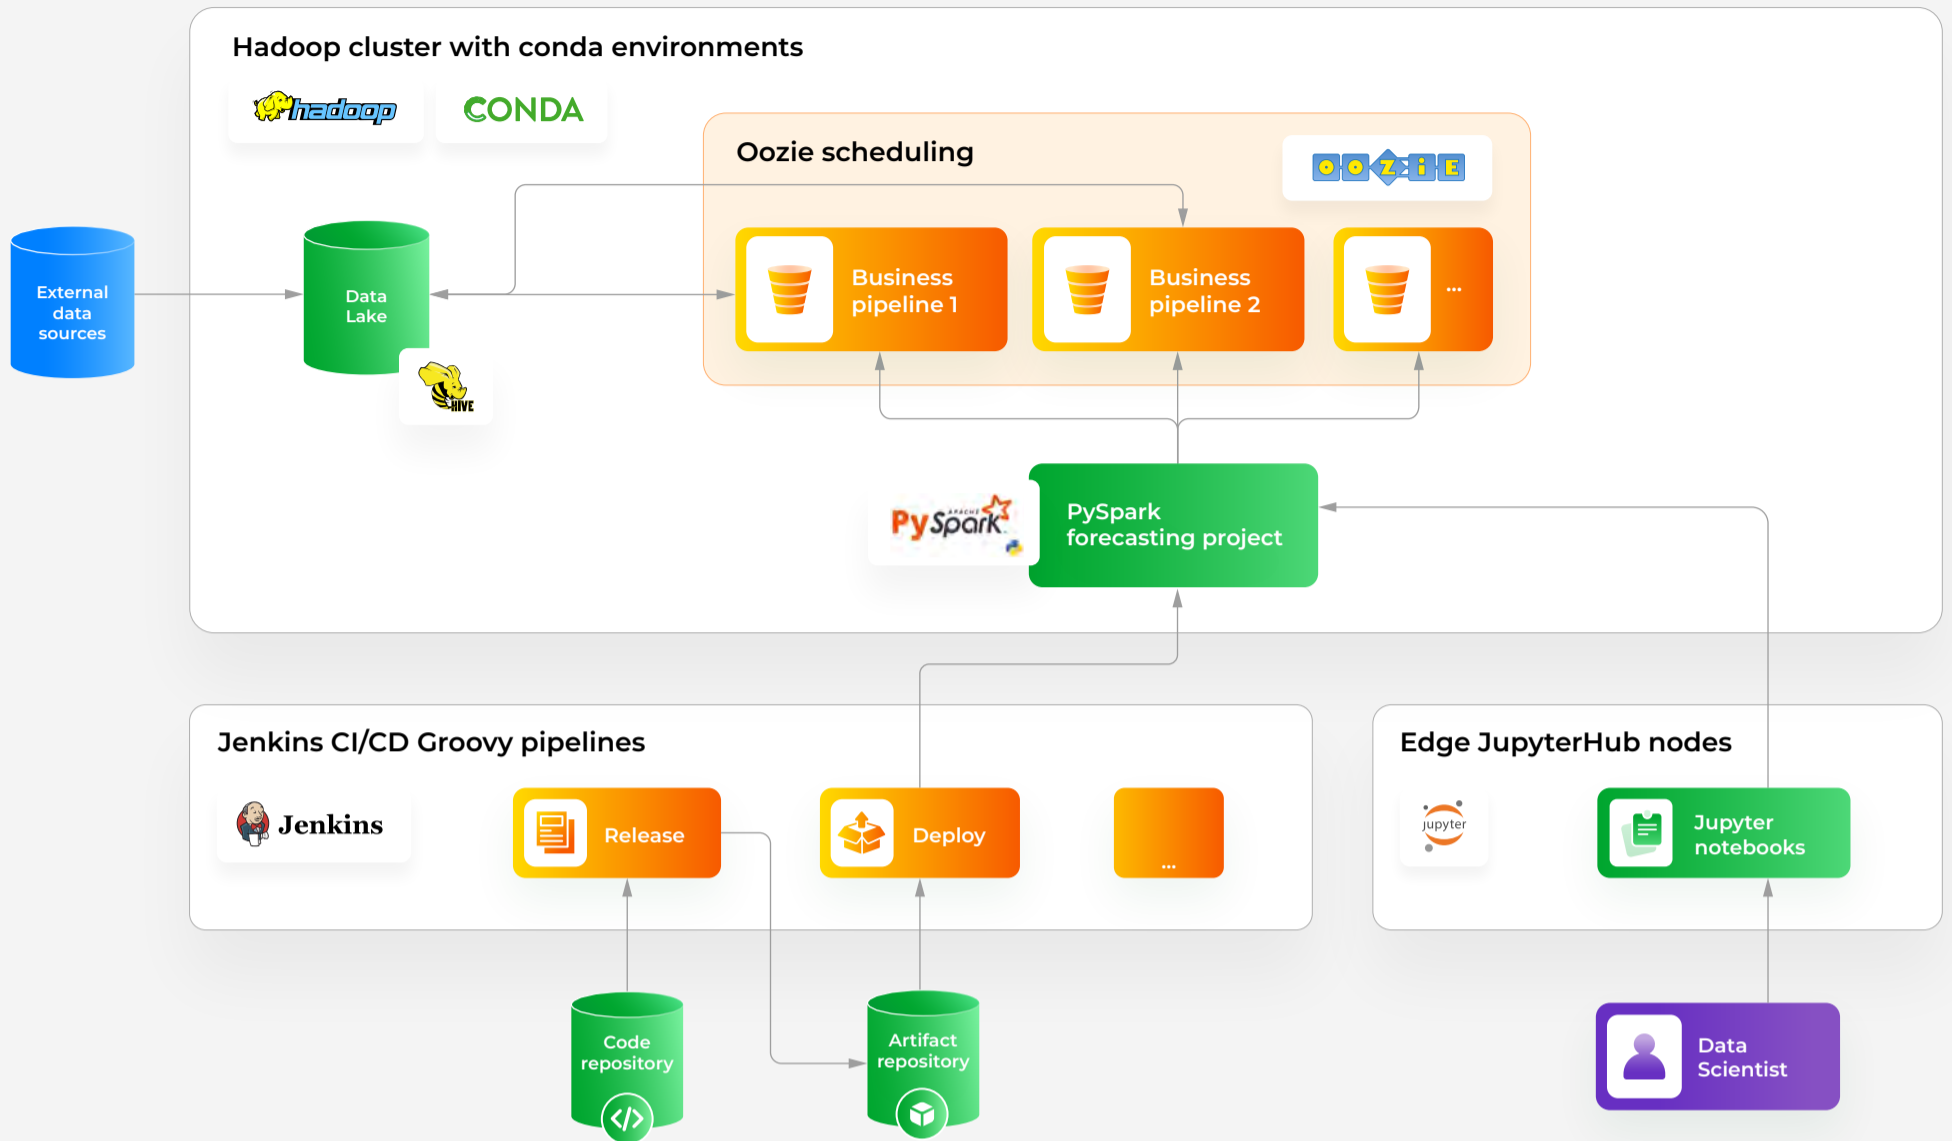 Hadoop cluster with conda environments
hadoop
CONDA
Oozie scheduling
OOZiE
External
data
sources
Data
Lake
HIVE
Business
pipeline 1
Business
pipeline 2
...
APACHE
PySpark
PySpark
forecasting project
Jenkins CI/CD Groovy pipelines
Jenkins
Release
Deploy
...
Edge JupyterHub nodes
jupyter
Jupyter
notebooks
Code
repository
</>
Artifact
repository
Data
Scientist